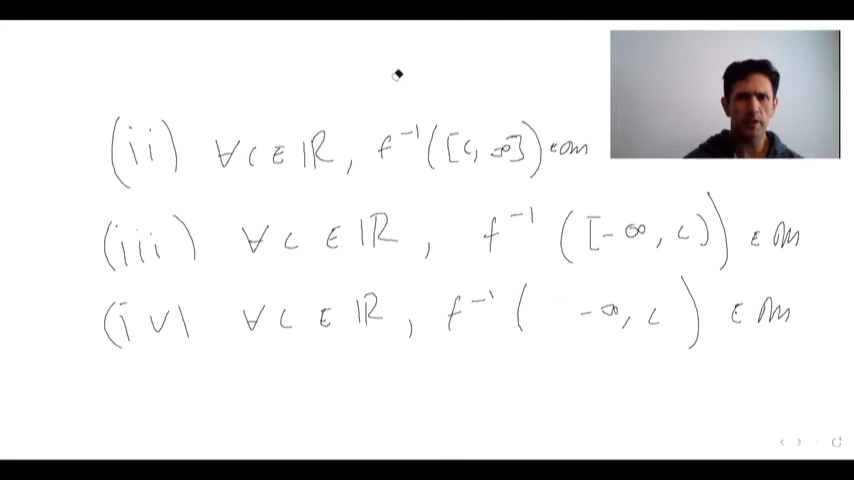 (ii) ∀ c ∈ ℝ, f⁻¹([c, ∞]) ∈ m
(iii) ∀ c ∈ ℝ, f⁻¹([-∞, c)) ∈ m
(iv) ∀ c ∈ ℝ, f⁻¹( -∞, c ) ∈ m